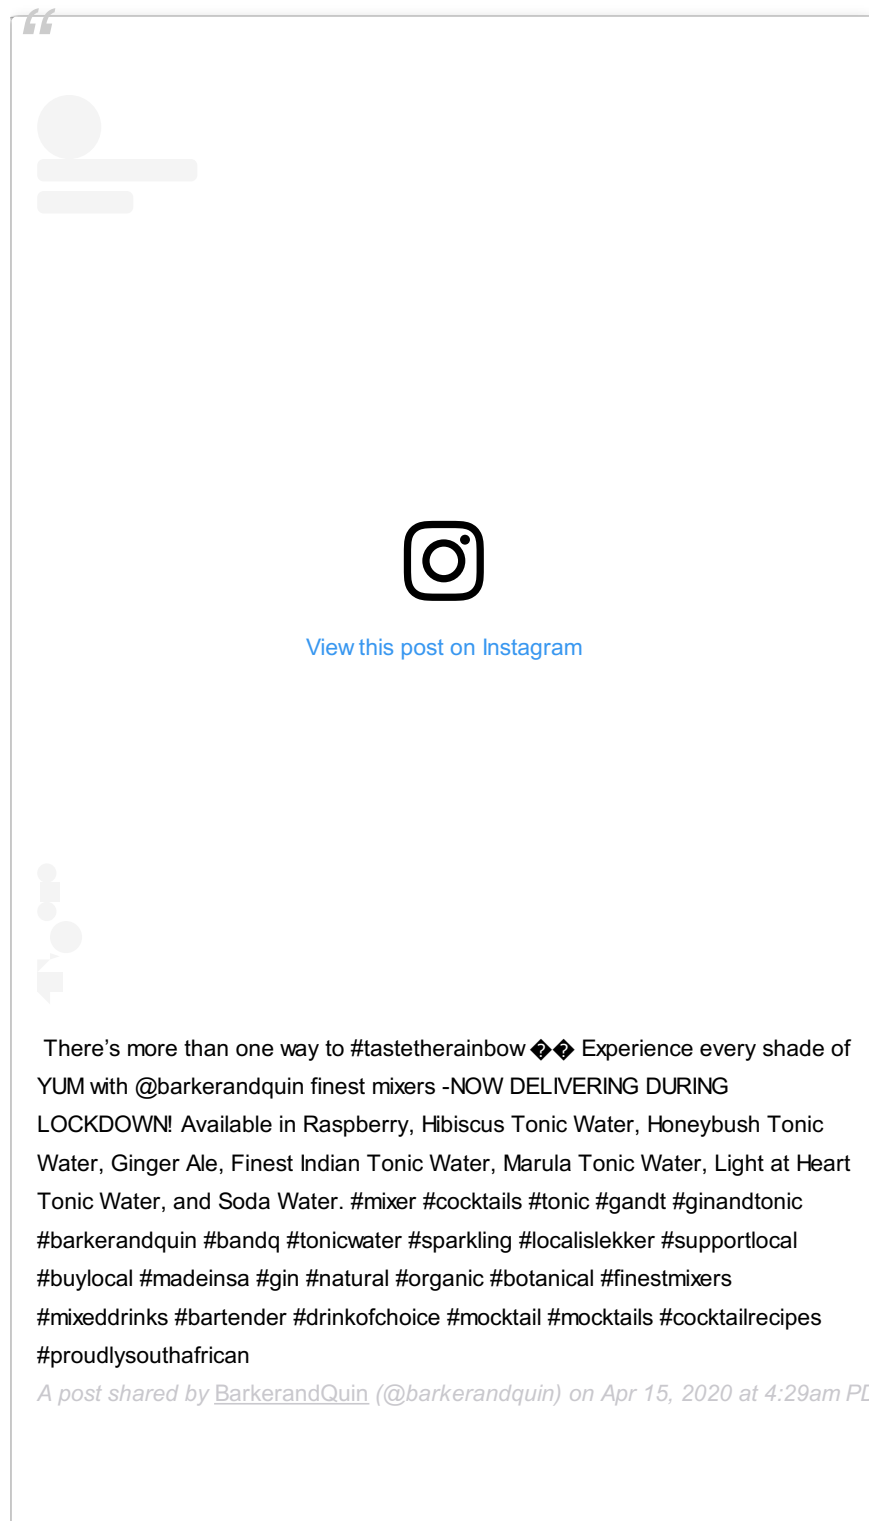 “
View this post on Instagram
There’s more than one way to #tastetherainbow �� Experience every shade of
YUM with @barkerandquin finest mixers -NOW DELIVERING DURING
LOCKDOWN! Available in Raspberry, Hibiscus Tonic Water, Honeybush Tonic
Water, Ginger Ale, Finest Indian Tonic Water, Marula Tonic Water, Light at Heart
Tonic Water, and Soda Water. #mixer #cocktails #tonic #gandt #ginandtonic
#barkerandquin #bandq #tonicwater #sparkling #localislekker #supportlocal
#buylocal #madeinsa #gin #natural #organic #botanical #finestmixers
#mixeddrinks #bartender #drinkofchoice #mocktail #mocktails #cocktailrecipes
#proudlysouthafrican
A post shared by BarkerandQuin (@barkerandquin) on Apr 15, 2020 at 4:29am PD